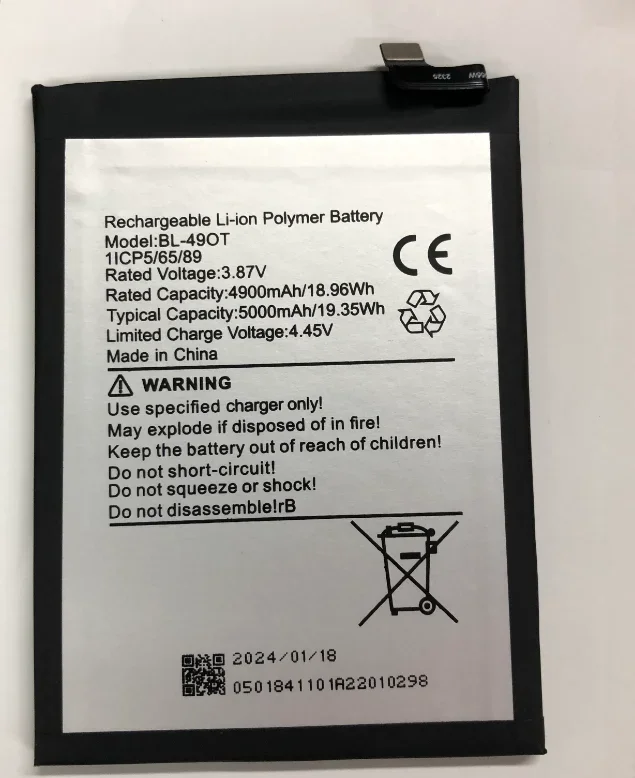 2325
Rechargeable Li-ion Polymer Battery
Model:BL-49OT
1ICP5/65/89
Rated Voltage:3.87V
Rated Capacity:4900mAh/18.96Wh
Typical Capacity:5000mAh/19.35Wh
Limited Charge Voltage:4.45V
Made in China
CE
WARNING
Use specified charger only!
May explode if disposed of in fire!
Keep the battery out of reach of children!
Do not short-circuit!
Do not squeeze or shock!
Do not disassemble!rB
2024/01/18
0501841101A22010298